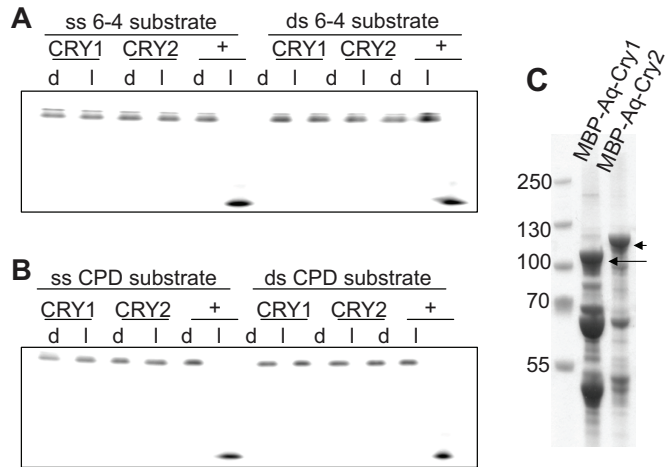 A
ss 6-4 substrate ds 6-4 substrate
CRY1 CRY2 + CRY1 CRY2 +
d l d l d l d l d l d l
B
ss CPD substrate ds CPD substrate
CRY1 CRY2 + CRY1 CRY2 +
d l d l d l d l d l d l
C
MBP-Aq-Cry1
MBP-Aq-Cry2
250
130
100
70
55